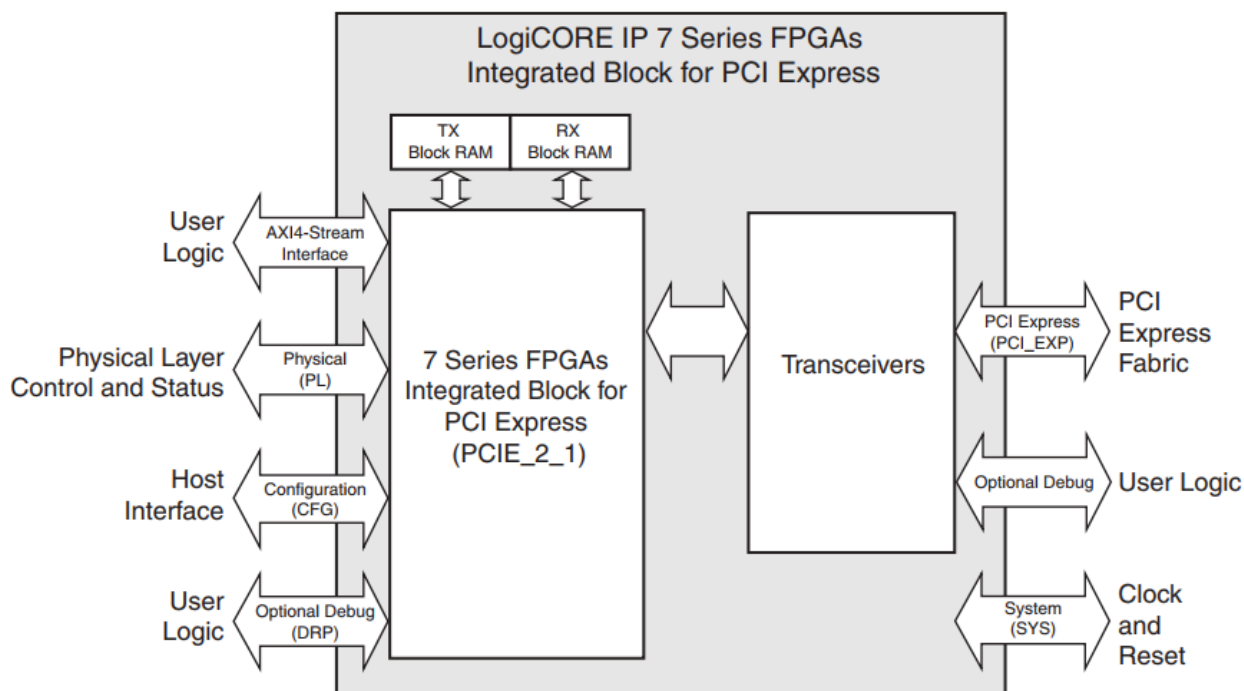 LogiCORE IP 7 Series FPGAs
Integrated Block for PCI Express
TX
Block RAM
RX
Block RAM
User
Logic
AXI4-Stream
Interface
Physical Layer
Control and Status
Physical
(PL)
Host
Interface
Configuration
(CFG)
User
Logic
Optional Debug
(DRP)
7 Series FPGAs
Integrated Block for
PCI Express
(PCIE_2_1)
Transceivers
PCI Express
(PCI_EXP)
PCI
Express
Fabric
Optional Debug
User Logic
System
(SYS)
Clock
and
Reset